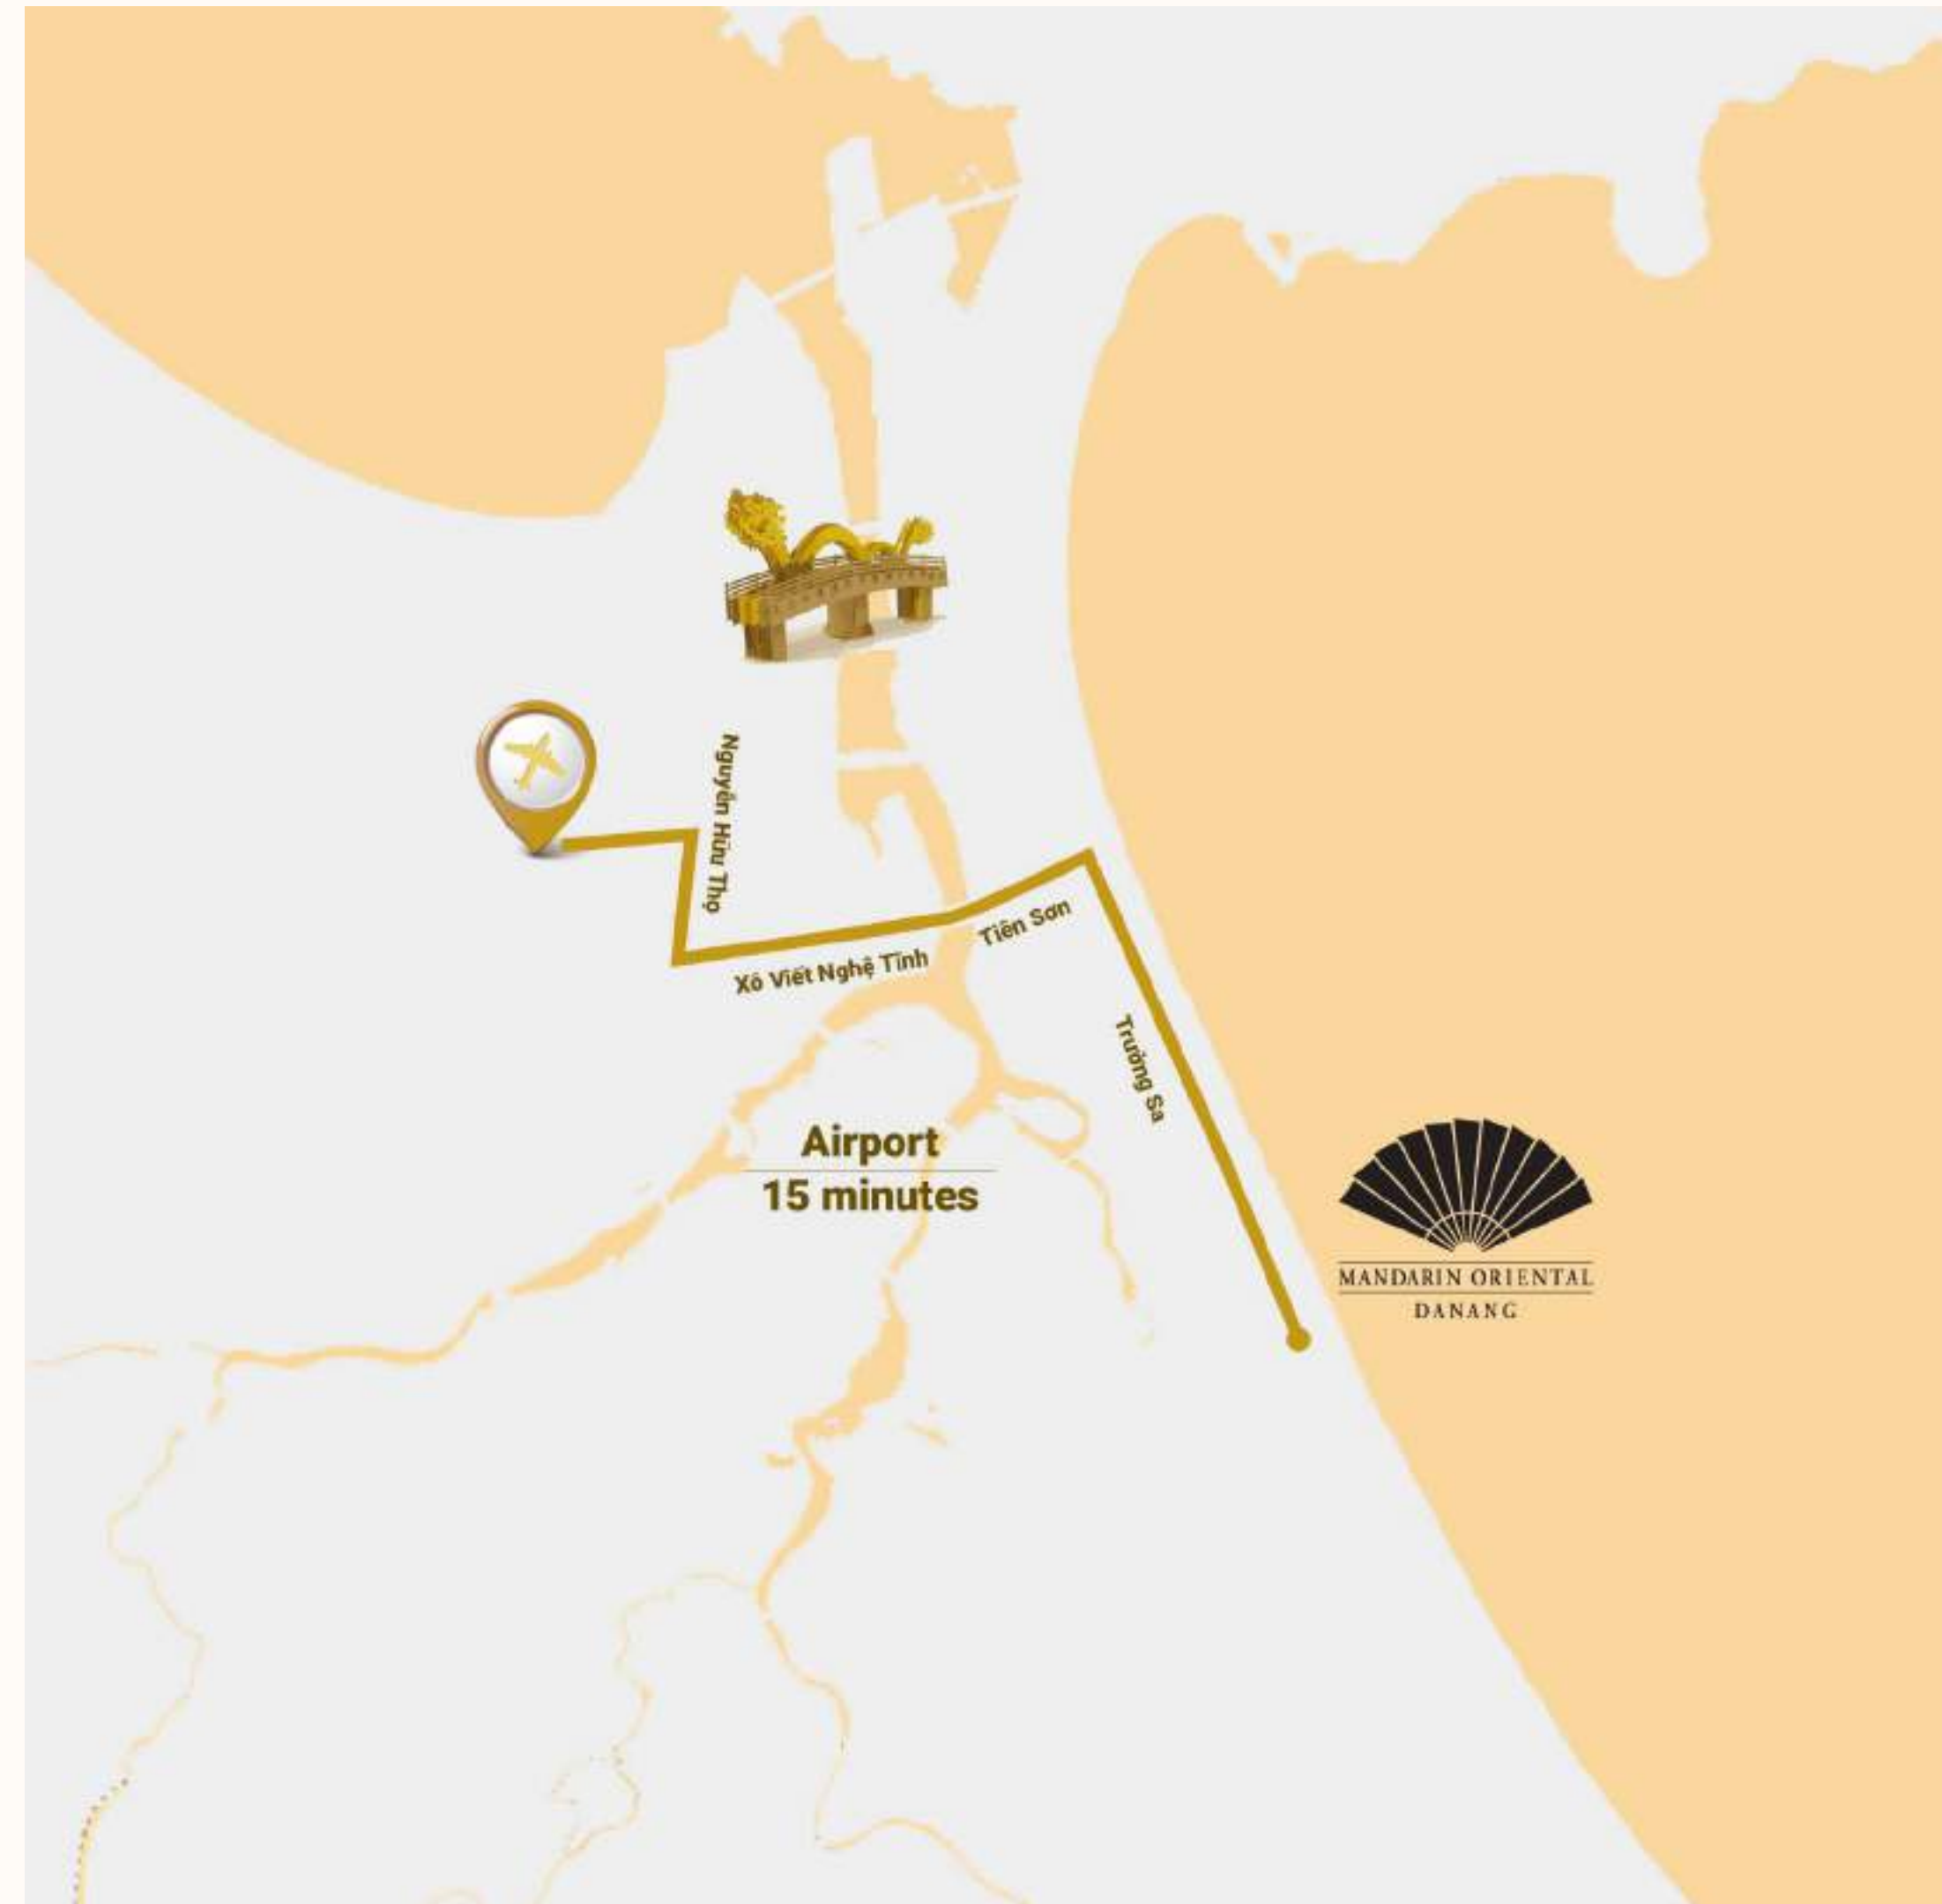 Nguyễn Hữu Thọ
Tiên Sơn
Xô Viết Nghệ Tĩnh
Trường Sa
Airport
15 minutes
MANDARIN ORIENTAL
DANANG